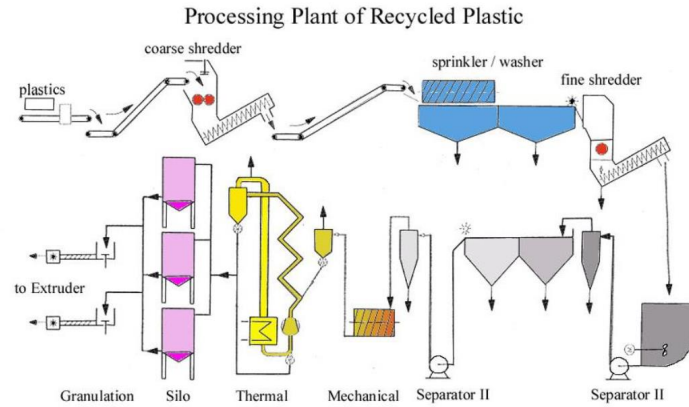 Processing Plant of Recycled Plastic
coarse shredder
sprinkler / washer
plastics
fine shredder
to Extruder
Granulation Silo Thermal Mechanical Separator II Separator II